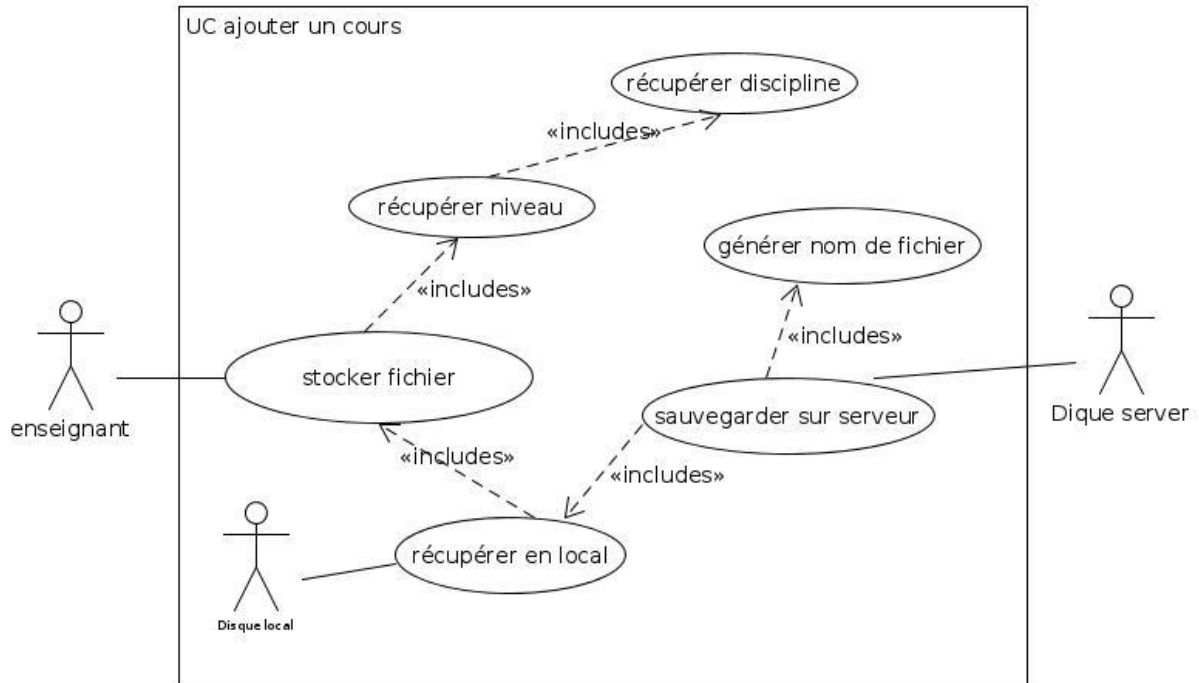 UC ajouter un cours
récupérer discipline
«includes»
récupérer niveau
générer nom de fichier
«includes»
«includes»
stocker fichier
sauvegarder sur serveur
enseignant
Dique server
«includes»
«includes»
récupérer en local
Disque local